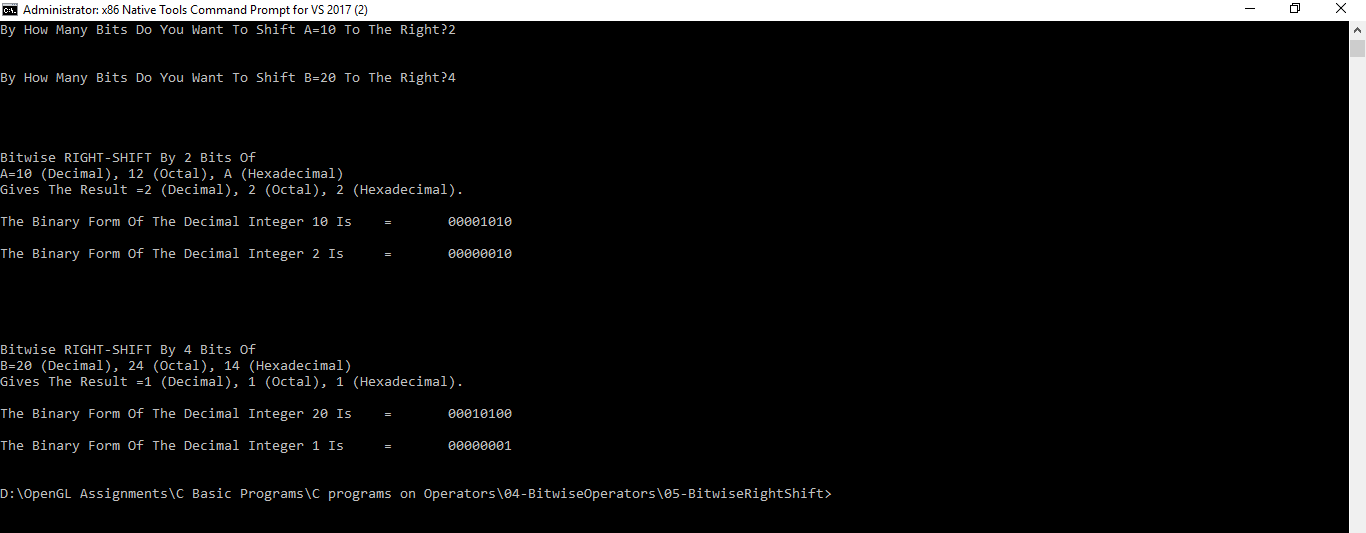 Administrator: x86 Native Tools Command Prompt for VS 2017 (2)
By How Many Bits Do You Want To Shift A=10 To The Right?2
By How Many Bits Do You Want To Shift B=20 To The Right?4
Bitwise RIGHT-SHIFT By 2 Bits Of
A=10 (Decimal), 12 (Octal), A (Hexadecimal)
Gives The Result =2 (Decimal), 2 (Octal), 2 (Hexadecimal).
The Binary Form Of The Decimal Integer 10 Is    =       00001010
The Binary Form Of The Decimal Integer 2 Is     =       00000010
Bitwise RIGHT-SHIFT By 4 Bits Of
B=20 (Decimal), 24 (Octal), 14 (Hexadecimal)
Gives The Result =1 (Decimal), 1 (Octal), 1 (Hexadecimal).
The Binary Form Of The Decimal Integer 20 Is    =       00010100
The Binary Form Of The Decimal Integer 1 Is     =       00000001
D:\OpenGL Assignments\C Basic Programs\C programs on Operators\04-BitwiseOperators\05-BitwiseRightShift>